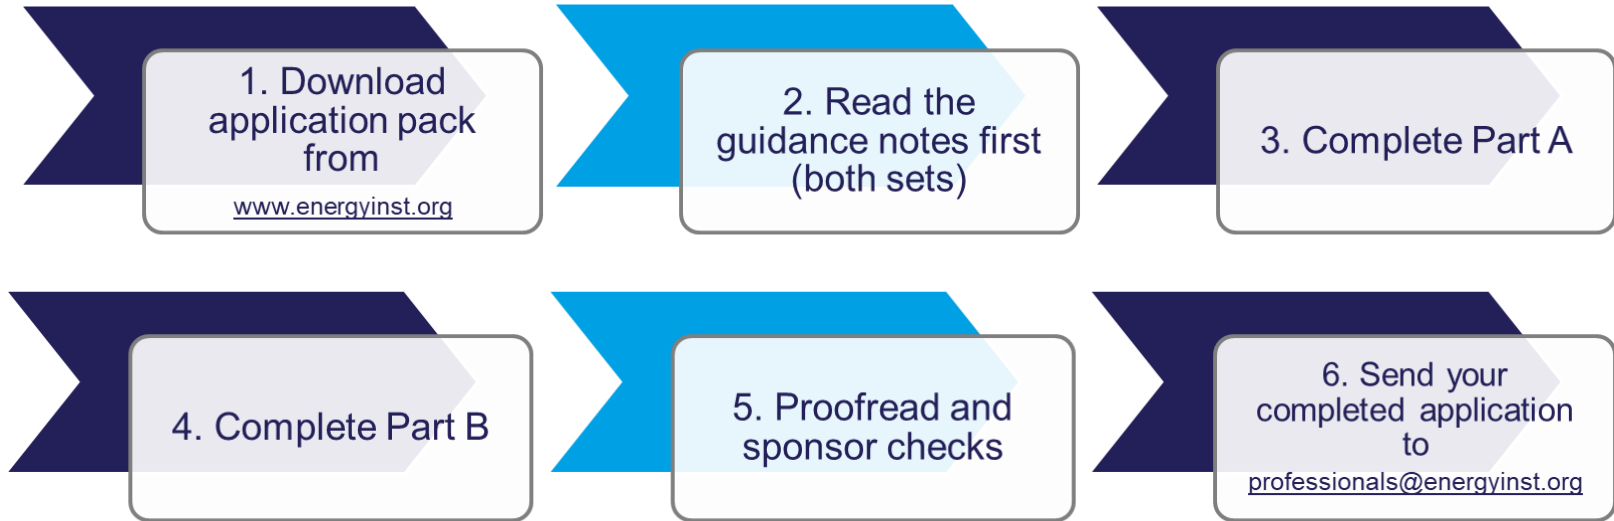 1. Download
application pack
from
www.energyinst.org
2. Read the
guidance notes first
(both sets)
3. Complete Part A
4. Complete Part B
5. Proofread and
sponsor checks
6. Send your
completed application
to
professionals@energyinst.org